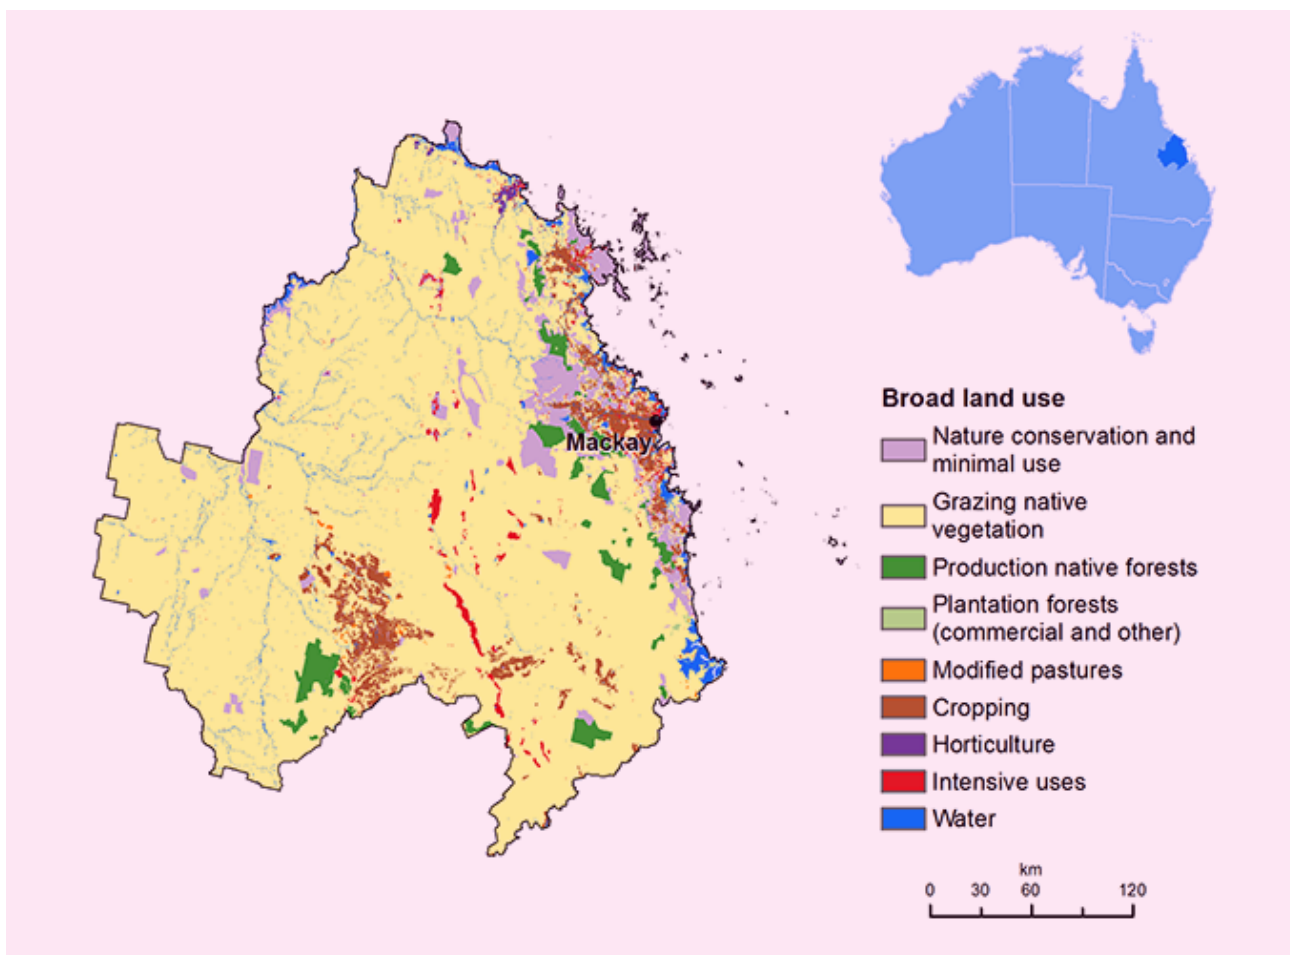 Mackay
Broad land use
Nature conservation and
minimal use
Grazing native
vegetation
Production native forests
Plantation forests
(commercial and other)
Modified pastures
Cropping
Horticulture
Intensive uses
Water
km
0 30 60 120